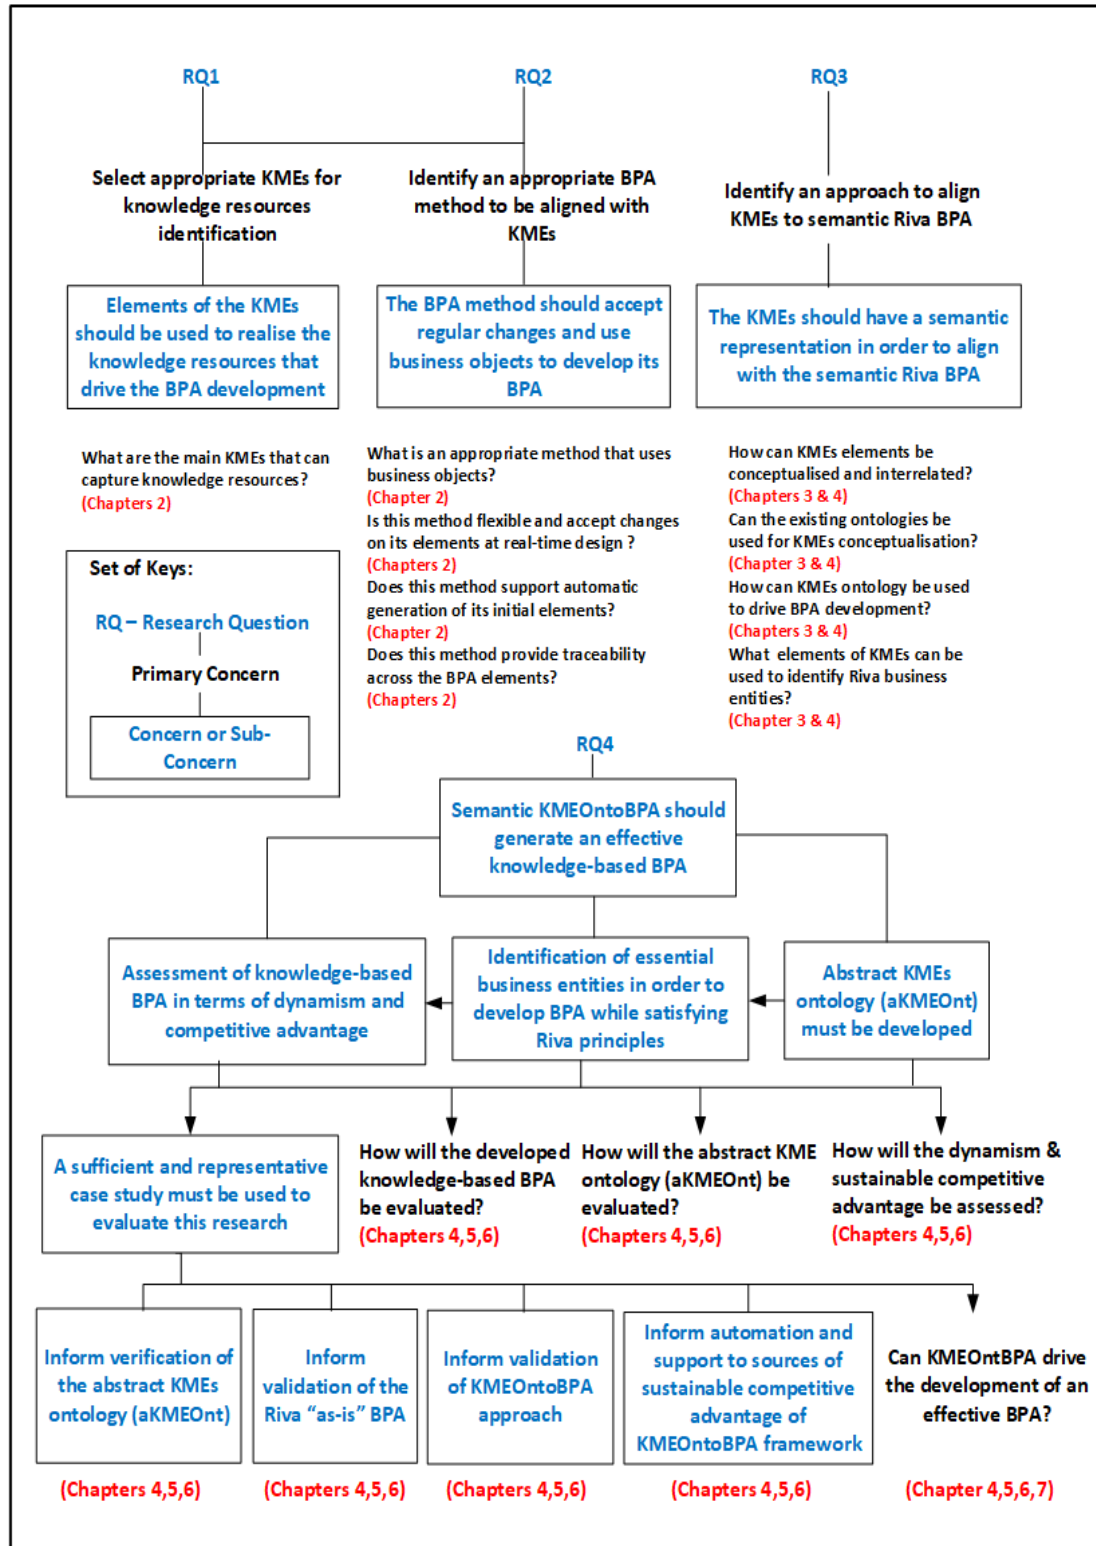 RQ1
RQ2
RQ3
Select appropriate KMEs for
knowledge resources
identification
Identify an appropriate BPA
method to be aligned with
KMEs
Identify an approach to align
KMEs to semantic Riva BPA
Elements of the KMEs
should be used to realise the
knowledge resources that
drive the BPA development
The BPA method should accept
regular changes and use
business objects to develop its
BPA
The KMEs should have a semantic
representation in order to align
with the semantic Riva BPA
What are the main KMEs that can
capture knowledge resources?
(Chapters 2)
What is an appropriate method that uses
business objects?
(Chapter 2)
Is this method flexible and accept changes
on its elements at real-time design ?
(Chapters 2)
Does this method support automatic
generation of its initial elements?
(Chapter 2)
Does this method provide traceability
across the BPA elements?
(Chapters 2)
How can KMEs elements be
conceptualised and interrelated?
(Chapters 3 & 4)
Can the existing ontologies be
used for KMEs conceptualisation?
(Chapter 3 & 4)
How can KMEs ontology be used
to drive BPA development?
(Chapters 3 & 4)
What elements of KMEs can be
used to identify Riva business
entities?
(Chapter 3 & 4)
Set of Keys:
RQ – Research Question
Primary Concern
Concern or Sub-
Concern
RQ4
Semantic KMEOntoBPA should
generate an effective
knowledge-based BPA
Assessment of knowledge-based
BPA in terms of dynamism and
competitive advantage
Identification of essential
business entities in order to
develop BPA while satisfying
Riva principles
Abstract KMEs
ontology (aKMEOnt)
must be developed
A sufficient and representative
case study must be used to
evaluate this research
How will the developed
knowledge-based BPA
be evaluated?
(Chapters 4,5,6)
How will the abstract KME
ontology (aKMEOnt) be
evaluated?
(Chapters 4,5,6)
How will the dynamism &
sustainable competitive
advantage be assessed?
(Chapters 4,5,6)
Inform verification of
the abstract KMEs
ontology (aKMEOnt)
Inform
validation of the
Riva “as-is” BPA
Inform validation
of KMEOntoBPA
approach
Inform automation and
support to sources of
sustainable competitive
advantage of
KMEOntoBPA framework
Can KMEOntBPA drive
the development of an
effective BPA?
(Chapters 4,5,6)
(Chapters 4,5,6)
(Chapters 4,5,6)
(Chapters 4,5,6)
(Chapter 4,5,6,7)